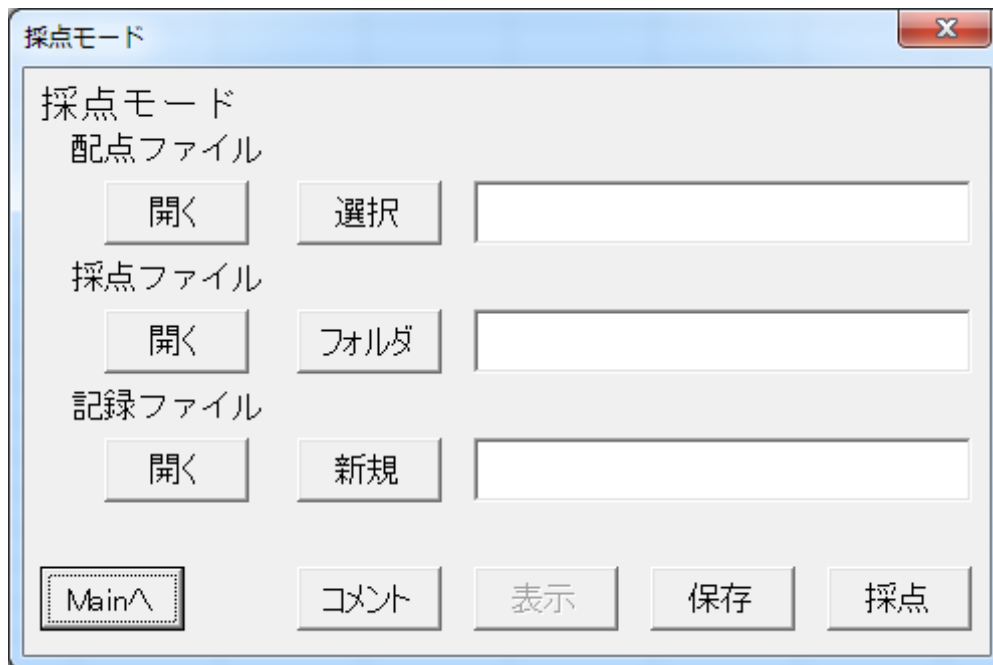 採点モード
採点モード
配点ファイル
開く 選択
採点ファイル
開く フォルダ
記録ファイル
開く 新規
Mainへ コメント 表示 保存 採点